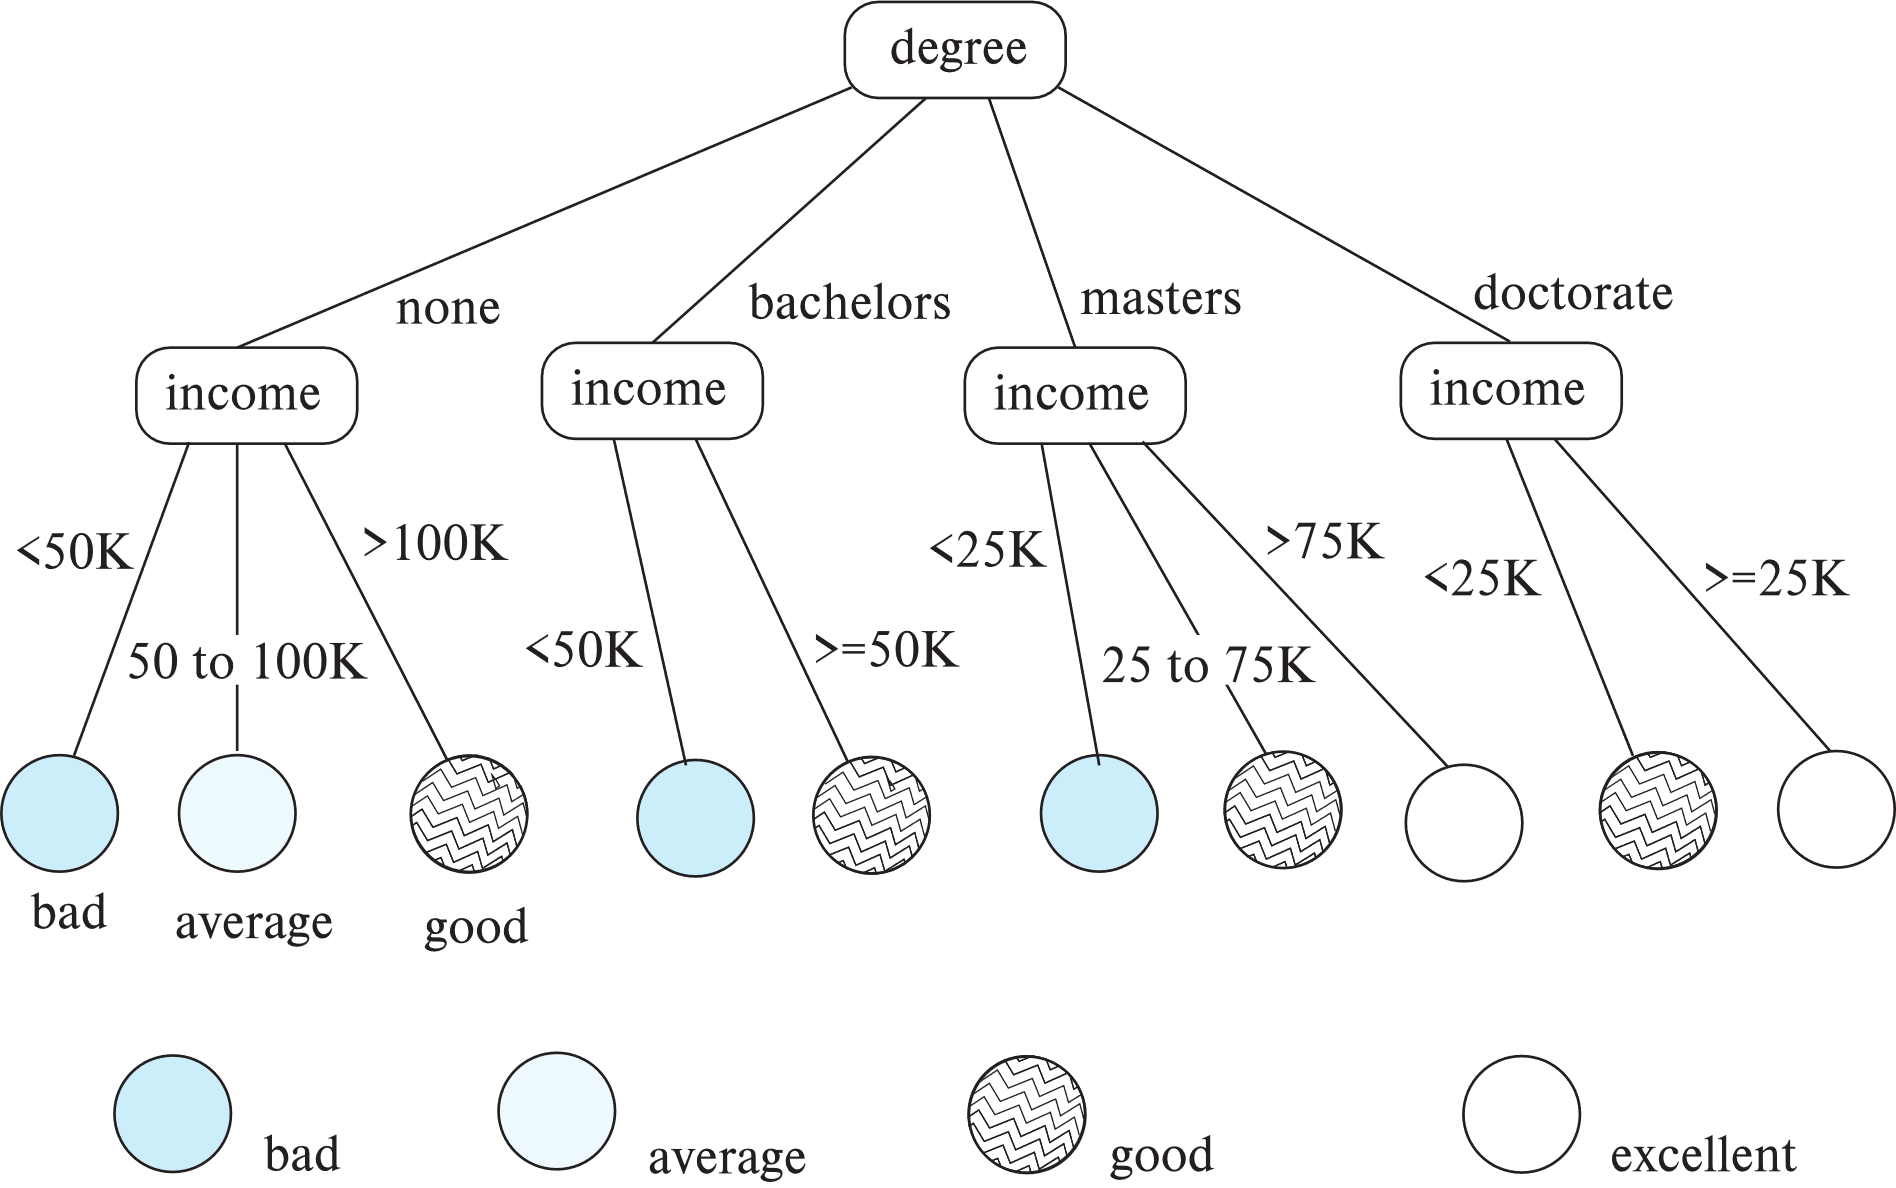 degree
none
bachelors
masters
doctorate
income
income
income
income
<50K
50 to 100K
>100K
<50K
>=50K
<25K
25 to 75K
>75K
<25K
>=25K
bad
average
good
bad
average
good
excellent